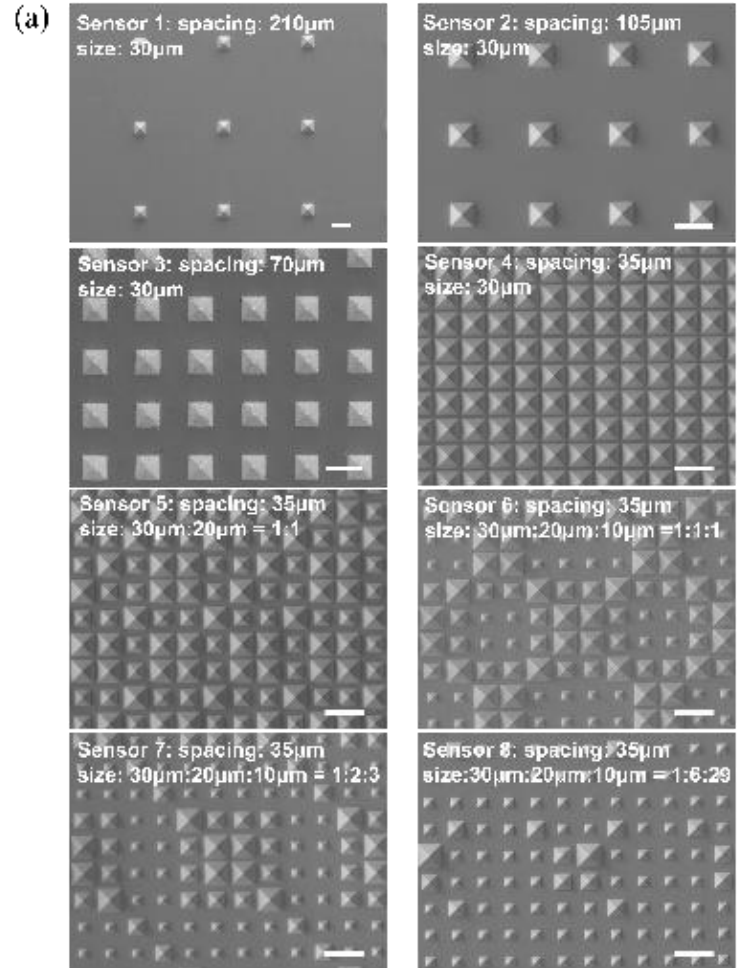 (a)
Sensor 1: spacing: 210µm
size: 30µm
Sensor 2: spacing: 105µm
size: 30µm
Sensor 3: spacing: 70µm
size: 30µm
Sensor 4: spacing: 35µm
size: 30µm
Sensor 5: spacing: 35µm
size: 30µm:20µm = 1:1
Sensor 6: spacing: 35µm
size: 30µm:20µm:10µm =1:1:1
Sensor 7: spacing: 35µm
size: 30µm:20µm:10µm = 1:2:3
Sensor 8: spacing: 35µm
size:30µm:20µm:10µm = 1:6:29